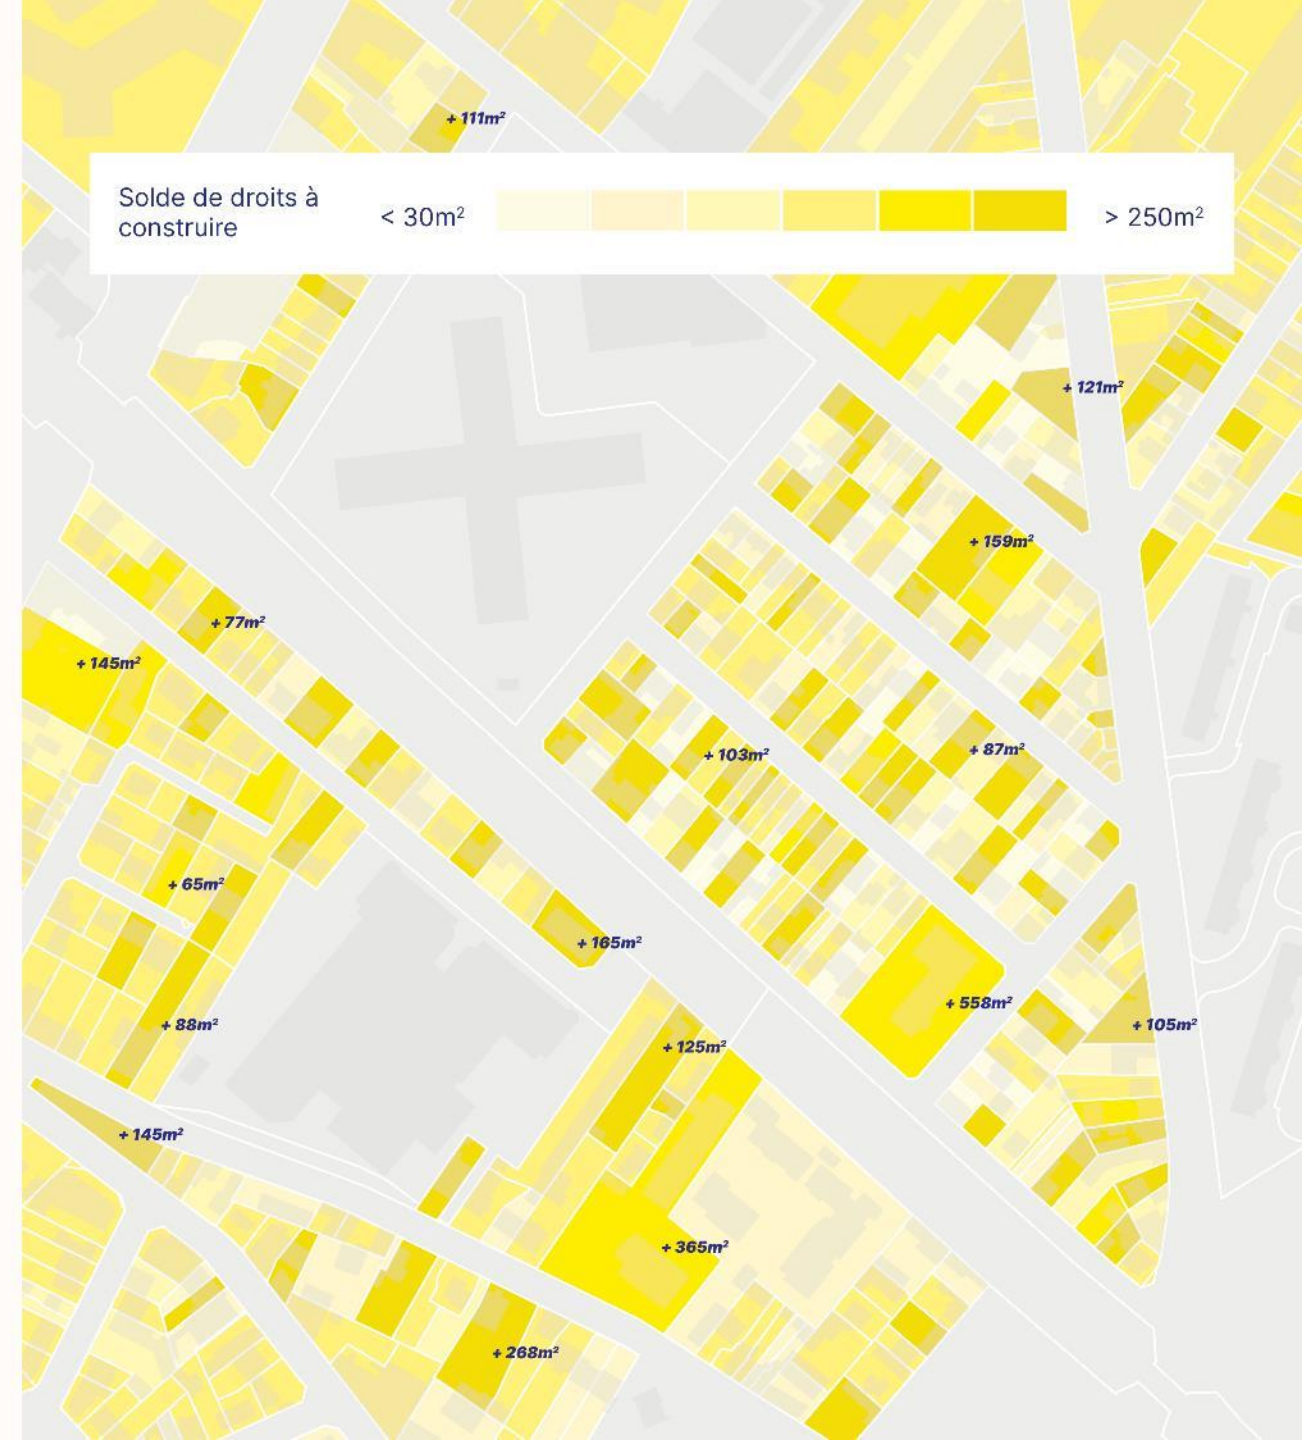 + 111m²
Solde de droits à
construire
< 30m²
> 250m²
+ 121m²
+ 159m²
+ 77m²
+ 145m²
+ 103m²
+ 87m²
+ 65m²
+ 165m²
+ 558m²
+ 88m²
+ 125m²
+ 105m²
+ 145m²
+ 365m²
+ 268m²